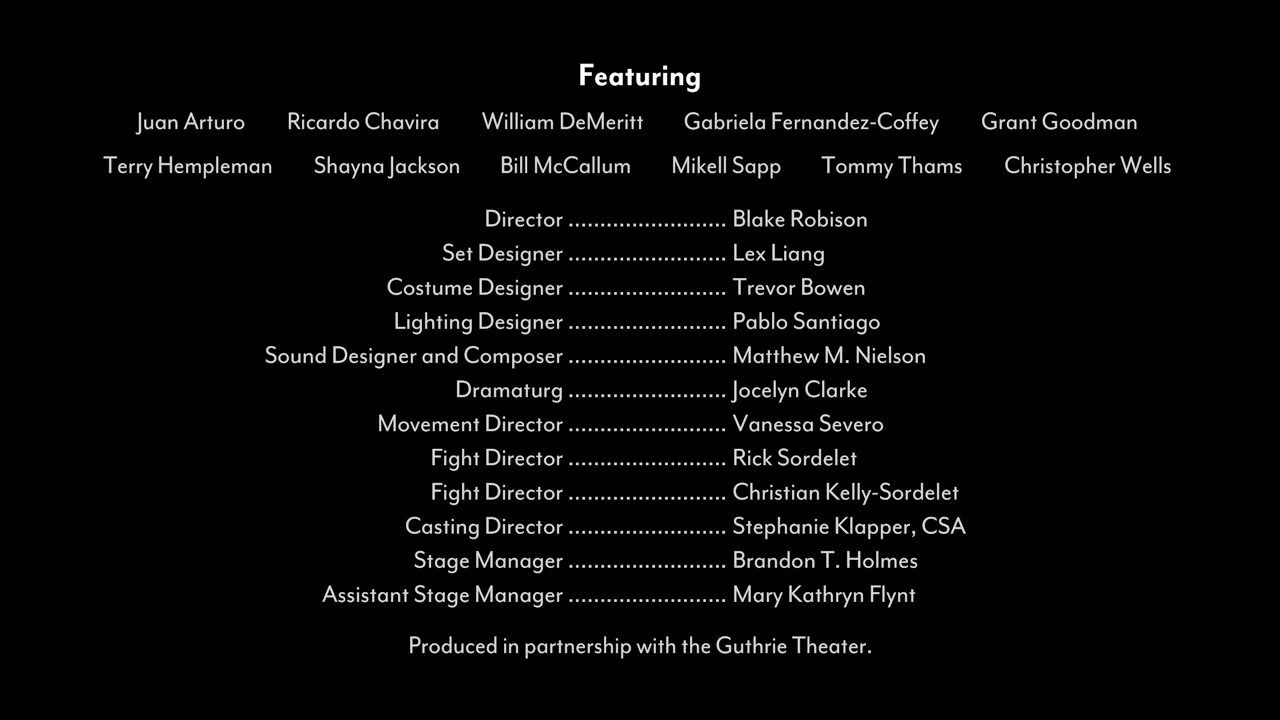 Featuring
Juan Arturo Ricardo Chavira William DeMeritt Gabriela Fernandez-Coffey Grant Goodman
Terry Hempleman Shayna Jackson Bill McCallum Mikell Sapp Tommy Thams Christopher Wells
Director ......................... Blake Robison
Set Designer ......................... Lex Liang
Costume Designer ......................... Trevor Bowen
Lighting Designer ......................... Pablo Santiago
Sound Designer and Composer ......................... Matthew M. Nielson
Dramaturg ......................... Jocelyn Clarke
Movement Director ......................... Vanessa Severo
Fight Director ......................... Rick Sordelet
Fight Director ......................... Christian Kelly-Sordelet
Casting Director ......................... Stephanie Klapper, CSA
Stage Manager ......................... Brandon T. Holmes
Assistant Stage Manager ......................... Mary Kathryn Flynt
Produced in partnership with the Guthrie Theater.